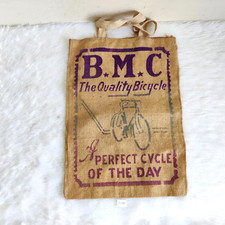 B.M.C
The Quality Bicycle
A
PERFECT CYCLE
OF THE DAY